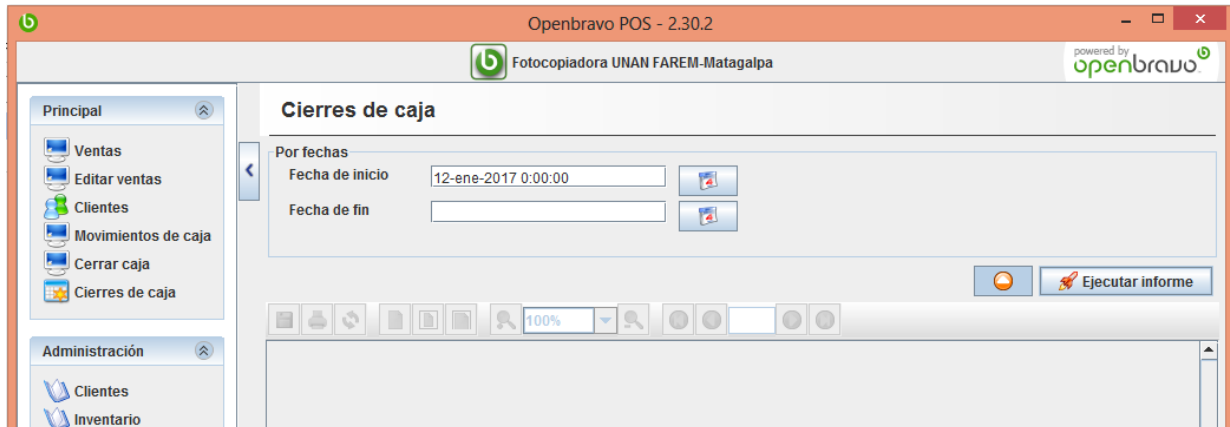 Openbravo POS - 2.30.2
Fotocopiadora UNAN FAREM-Matagalpa
powered by
openbravo
Principal
Ventas
Editar ventas
Clientes
Movimientos de caja
Cerrar caja
Cierres de caja
Administración
Clientes
Inventario
Cierres de caja
Por fechas
Fecha de inicio
12-ene-2017 0:00:00
Fecha de fin
Ejecutar informe
100%